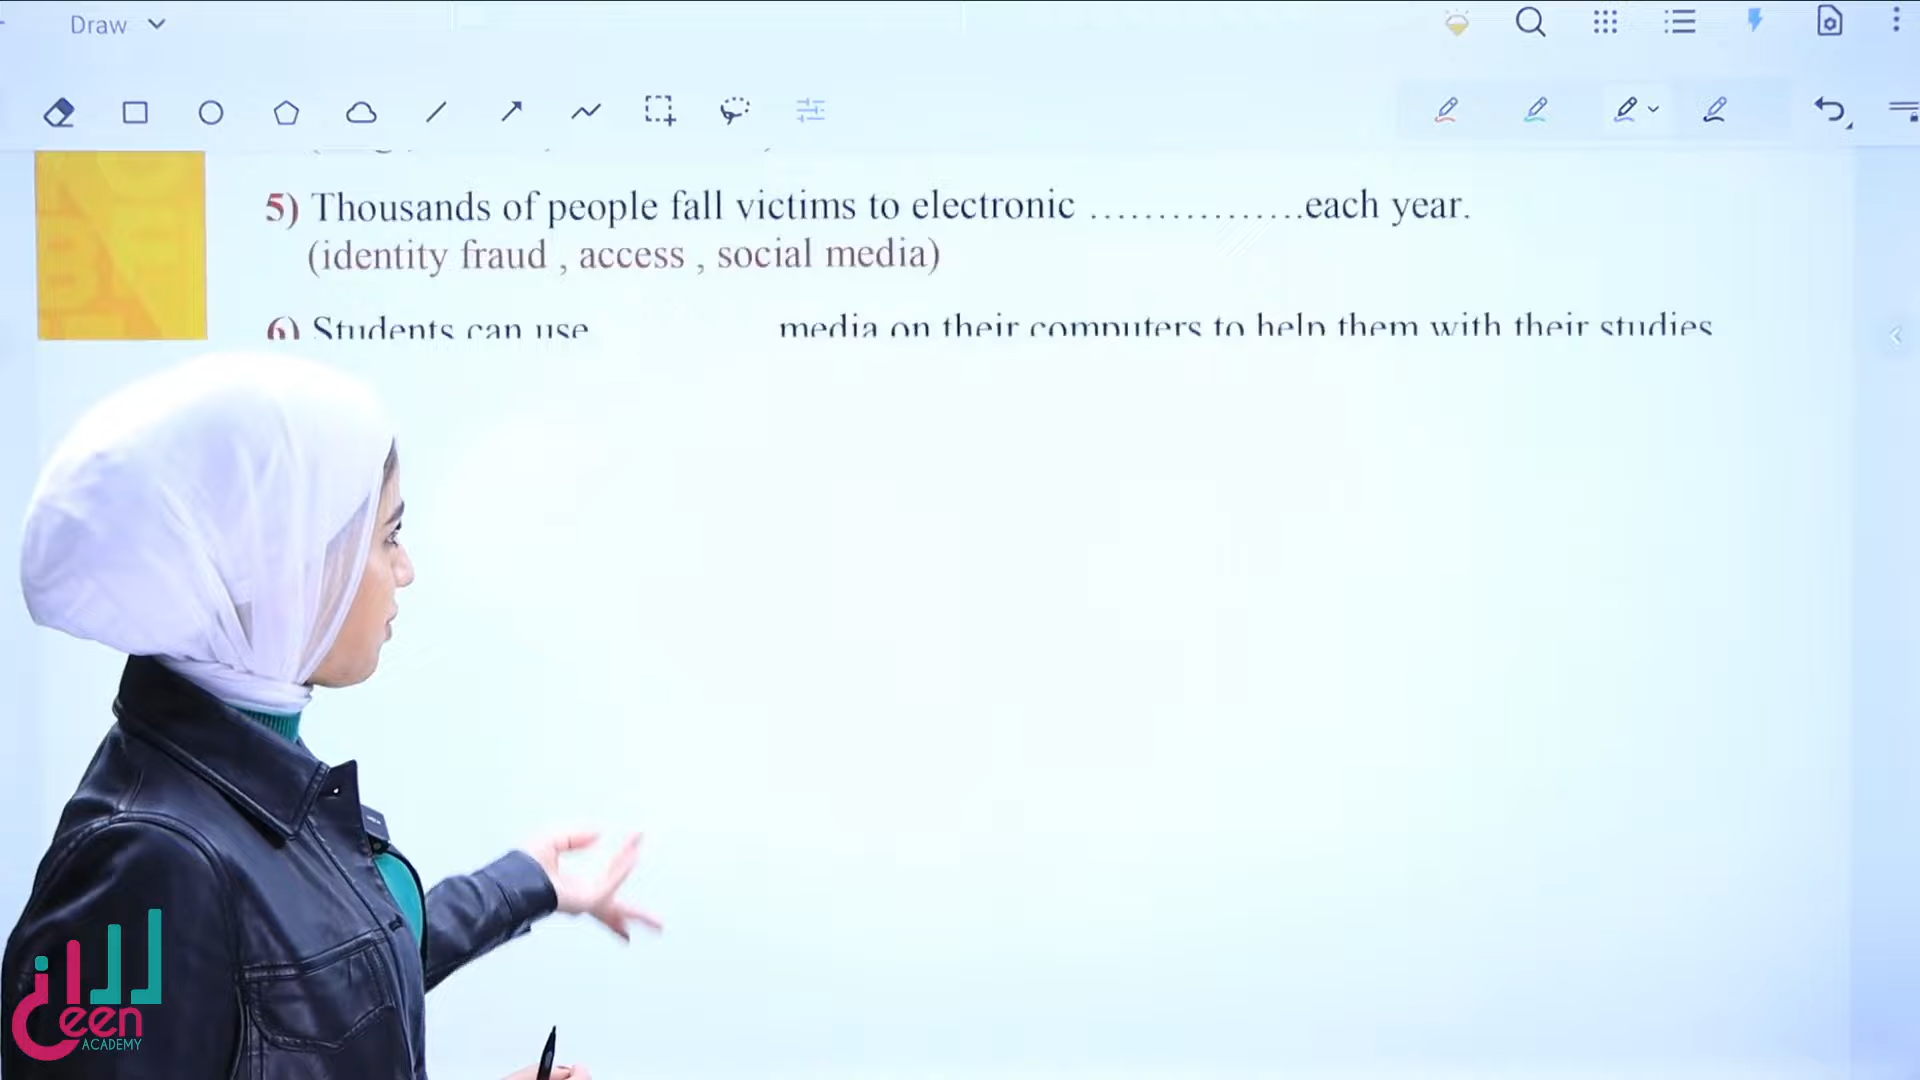 Draw
5) Thousands of people fall victims to electronic ................each year.
(identity fraud , access , social media)
6) Students can use media on their computers to help them with their studies
een
ACADEMY